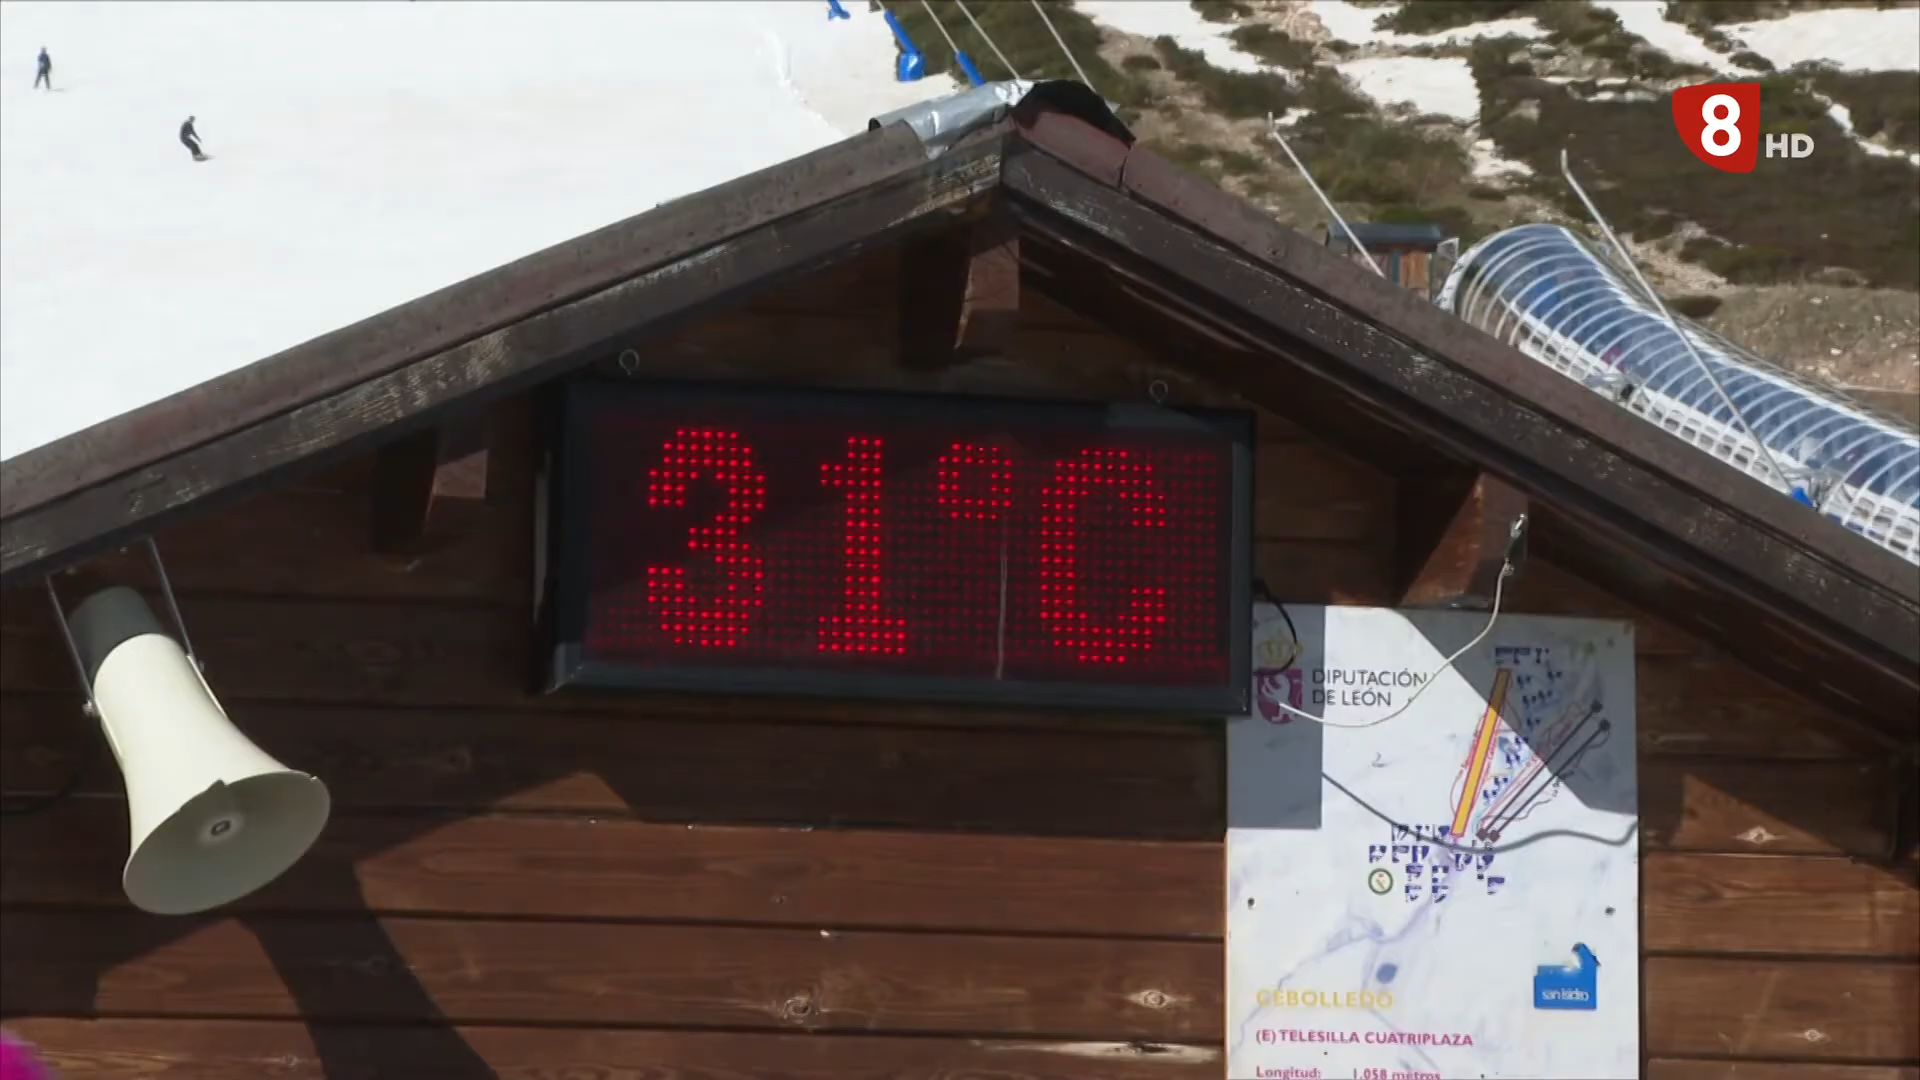 8 HD
31°C
DIPUTACIÓN
DE LEÓN
san isidro
CEBOLLEDO
(E) TELESILLA CUATRIPLAZA
Longitud: 1.058 metros